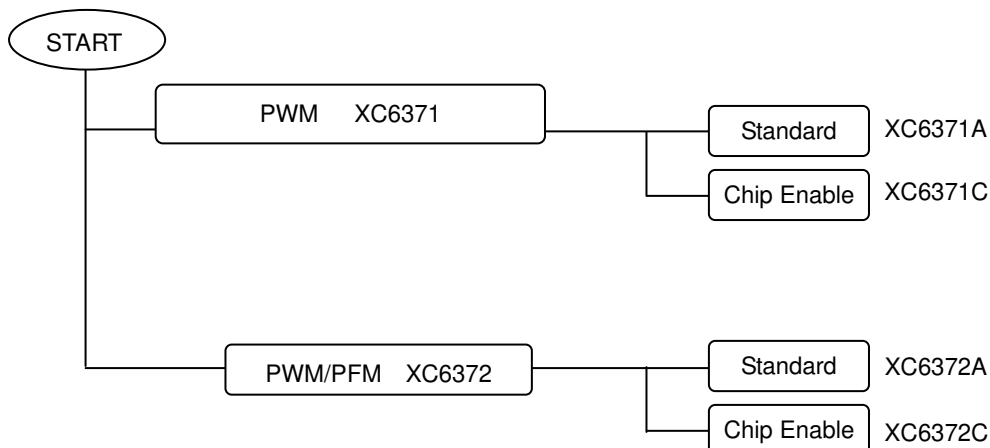 START
PWM XC6371
Standard XC6371A
Chip Enable XC6371C
PWM/PFM XC6372
Standard XC6372A
Chip Enable XC6372C